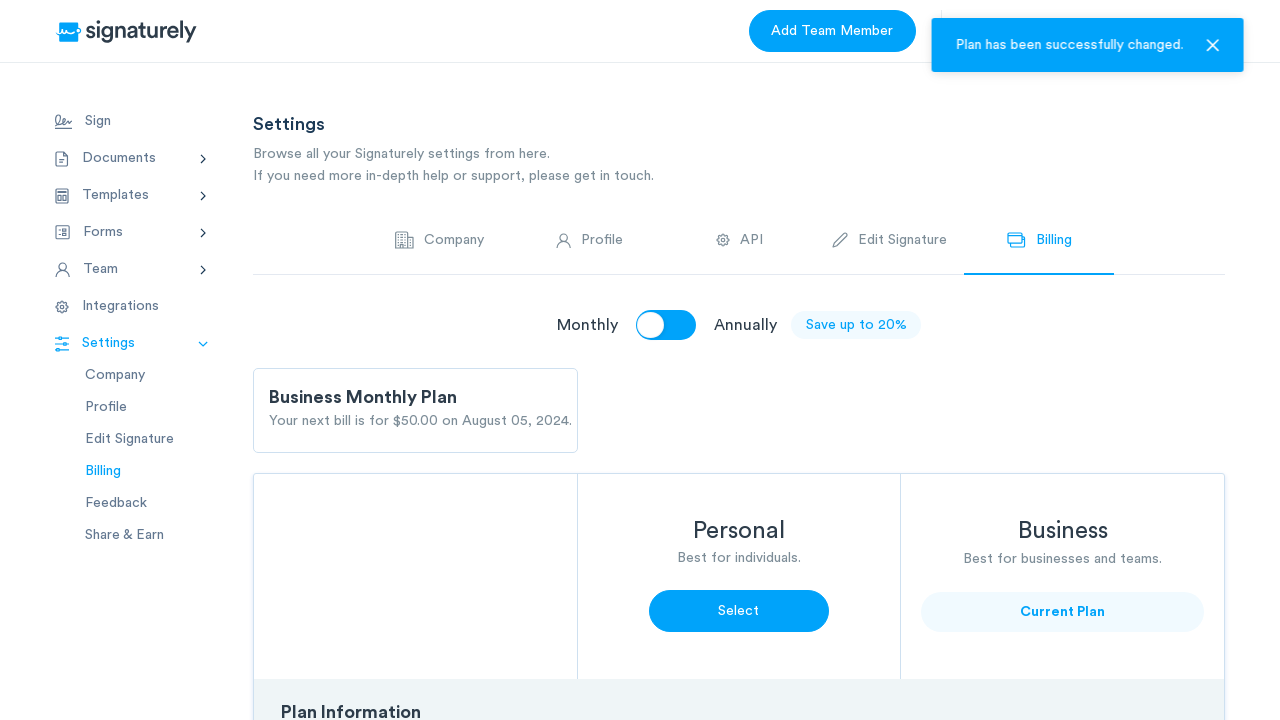 signaturely
Add Team Member
Plan has been successfully changed.
Sign
Documents
Templates
Forms
Team
Integrations
Settings
Company
Profile
Edit Signature
Billing
Feedback
Share & Earn
Settings
Browse all your Signaturely settings from here.
If you need more in-depth help or support, please get in touch.
Company
Profile
API
Edit Signature
Billing
Monthly
Annually
Save up to 20%
Business Monthly Plan
Your next bill is for $50.00 on August 05, 2024.
Personal
Best for individuals.
Select
Business
Best for businesses and teams.
Current Plan
Plan Information